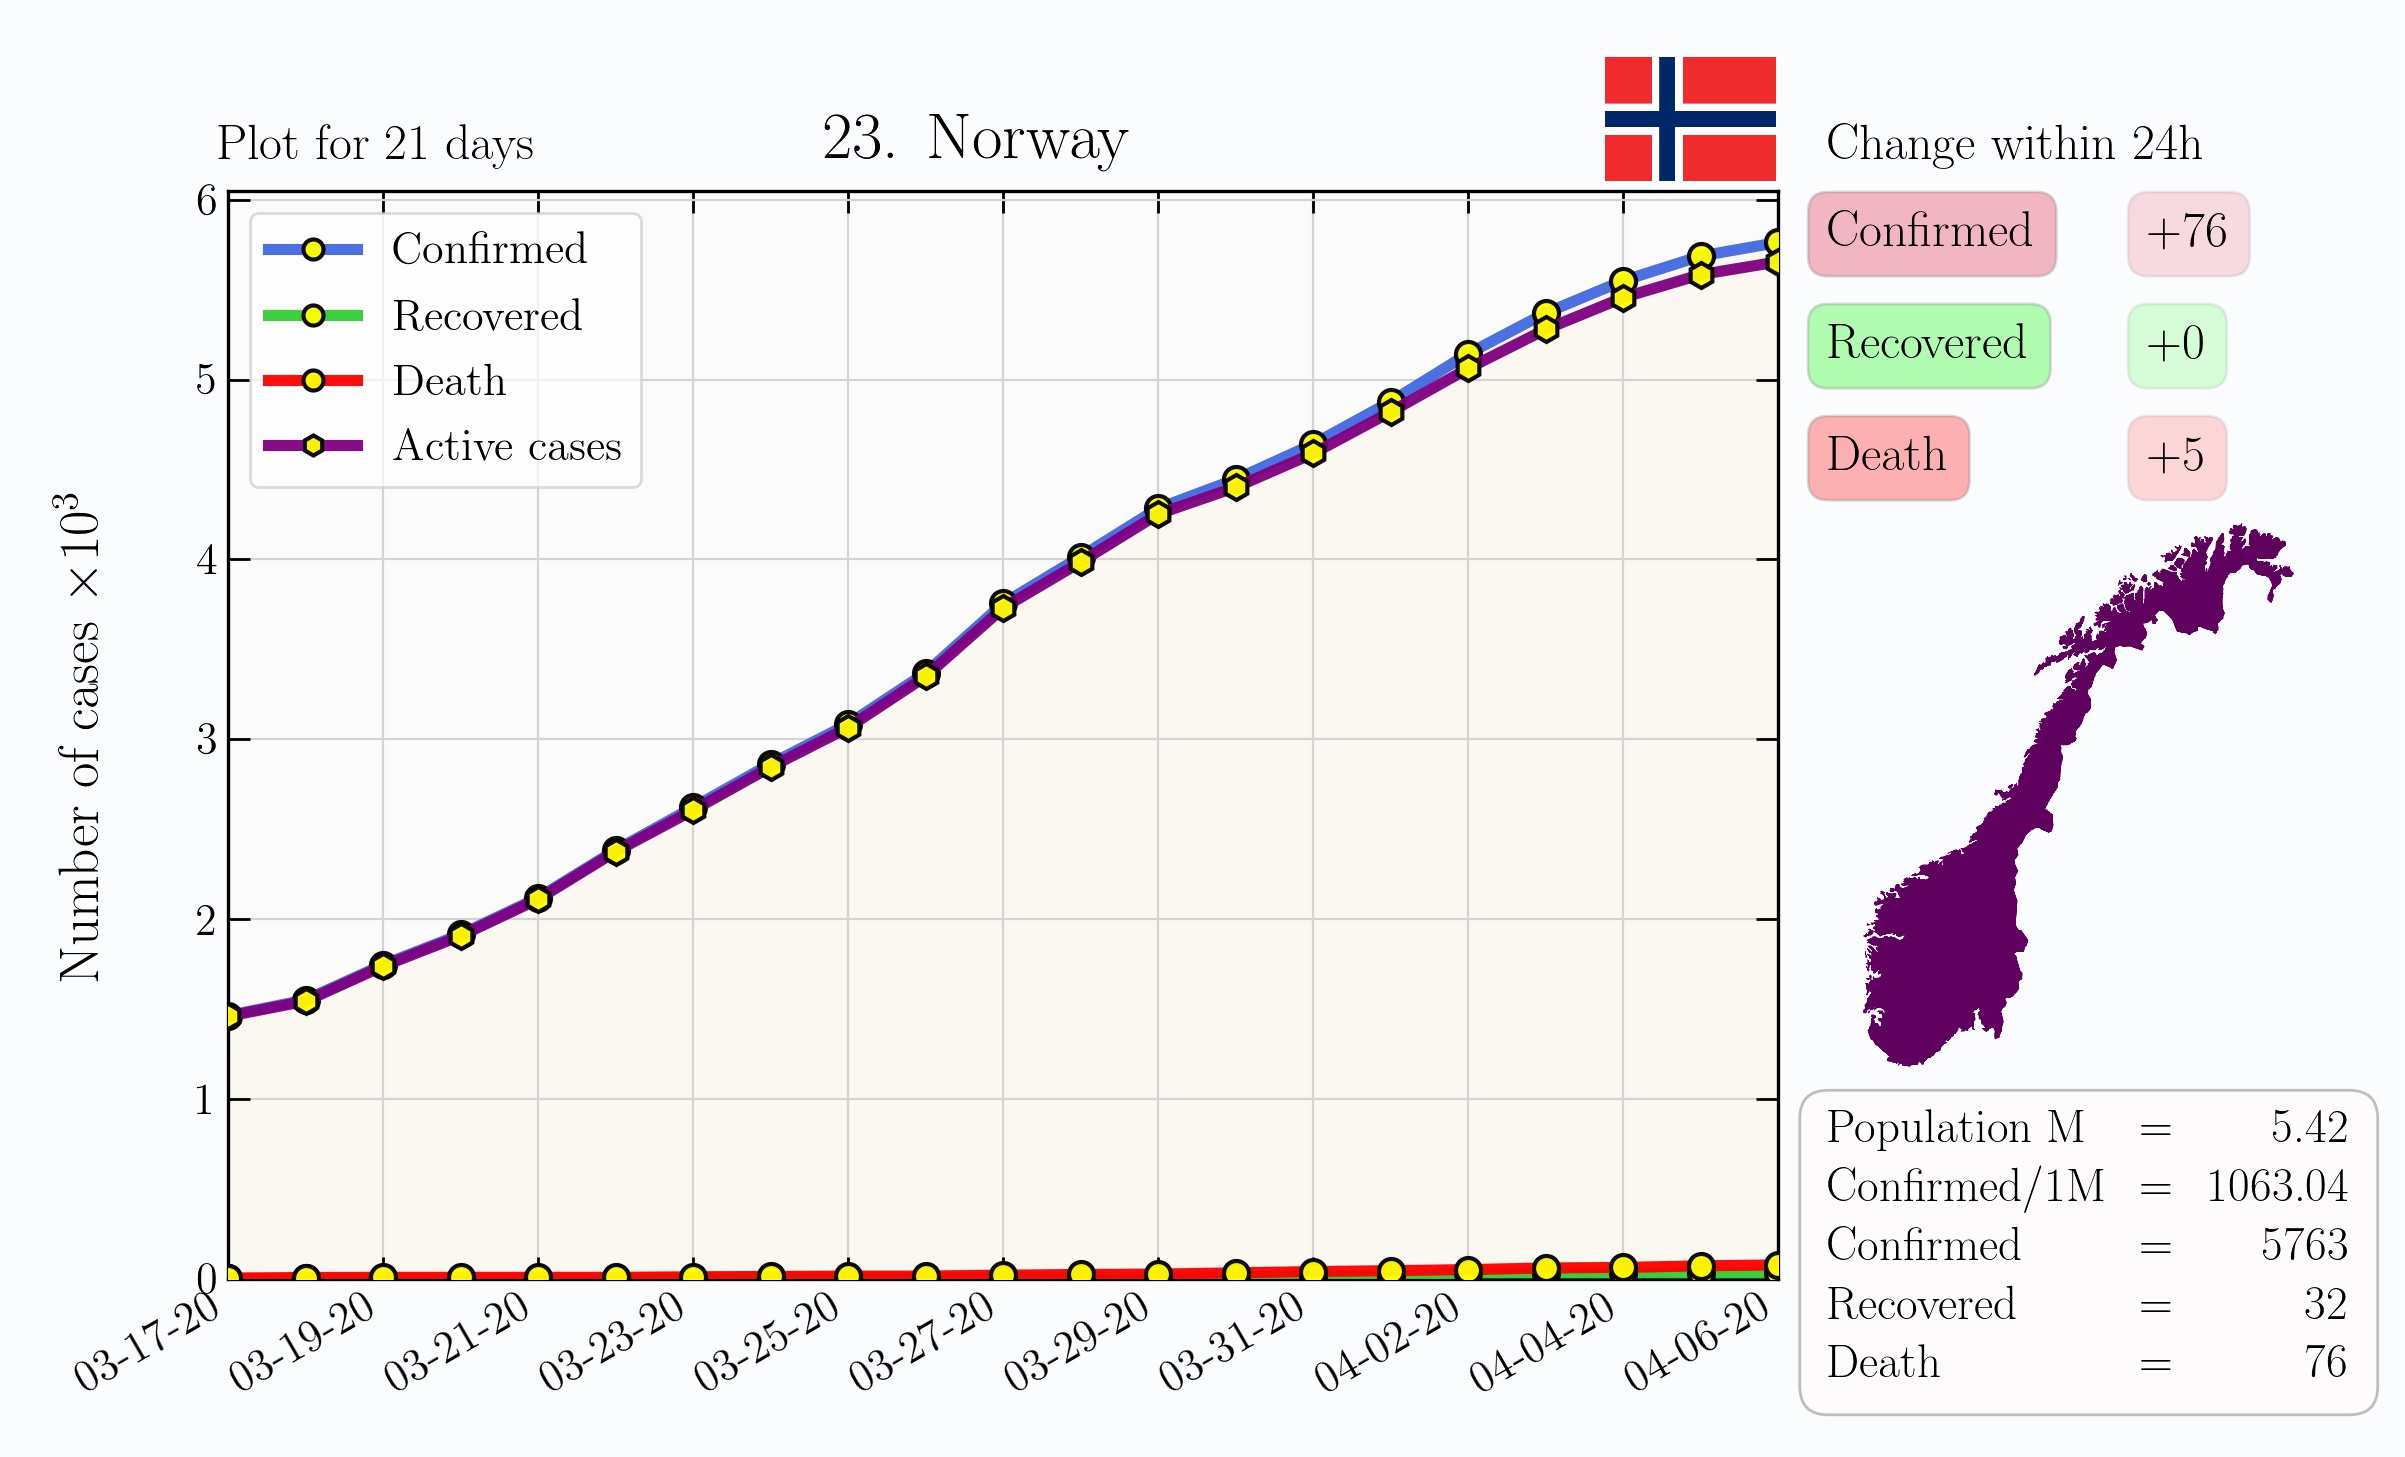 Plot for 21 days
23. Norway
Change within 24h
Confirmed +76
Recovered +0
Death +5
Confirmed
Recovered
Death
Active cases
Number of cases ×10³
6
5
4
3
2
1
0
03-17-20
03-19-20
03-21-20
03-23-20
03-25-20
03-27-20
03-29-20
03-31-20
04-02-20
04-04-20
04-06-20
Population M = 5.42
Confirmed/1M = 1063.04
Confirmed = 5763
Recovered = 32
Death = 76